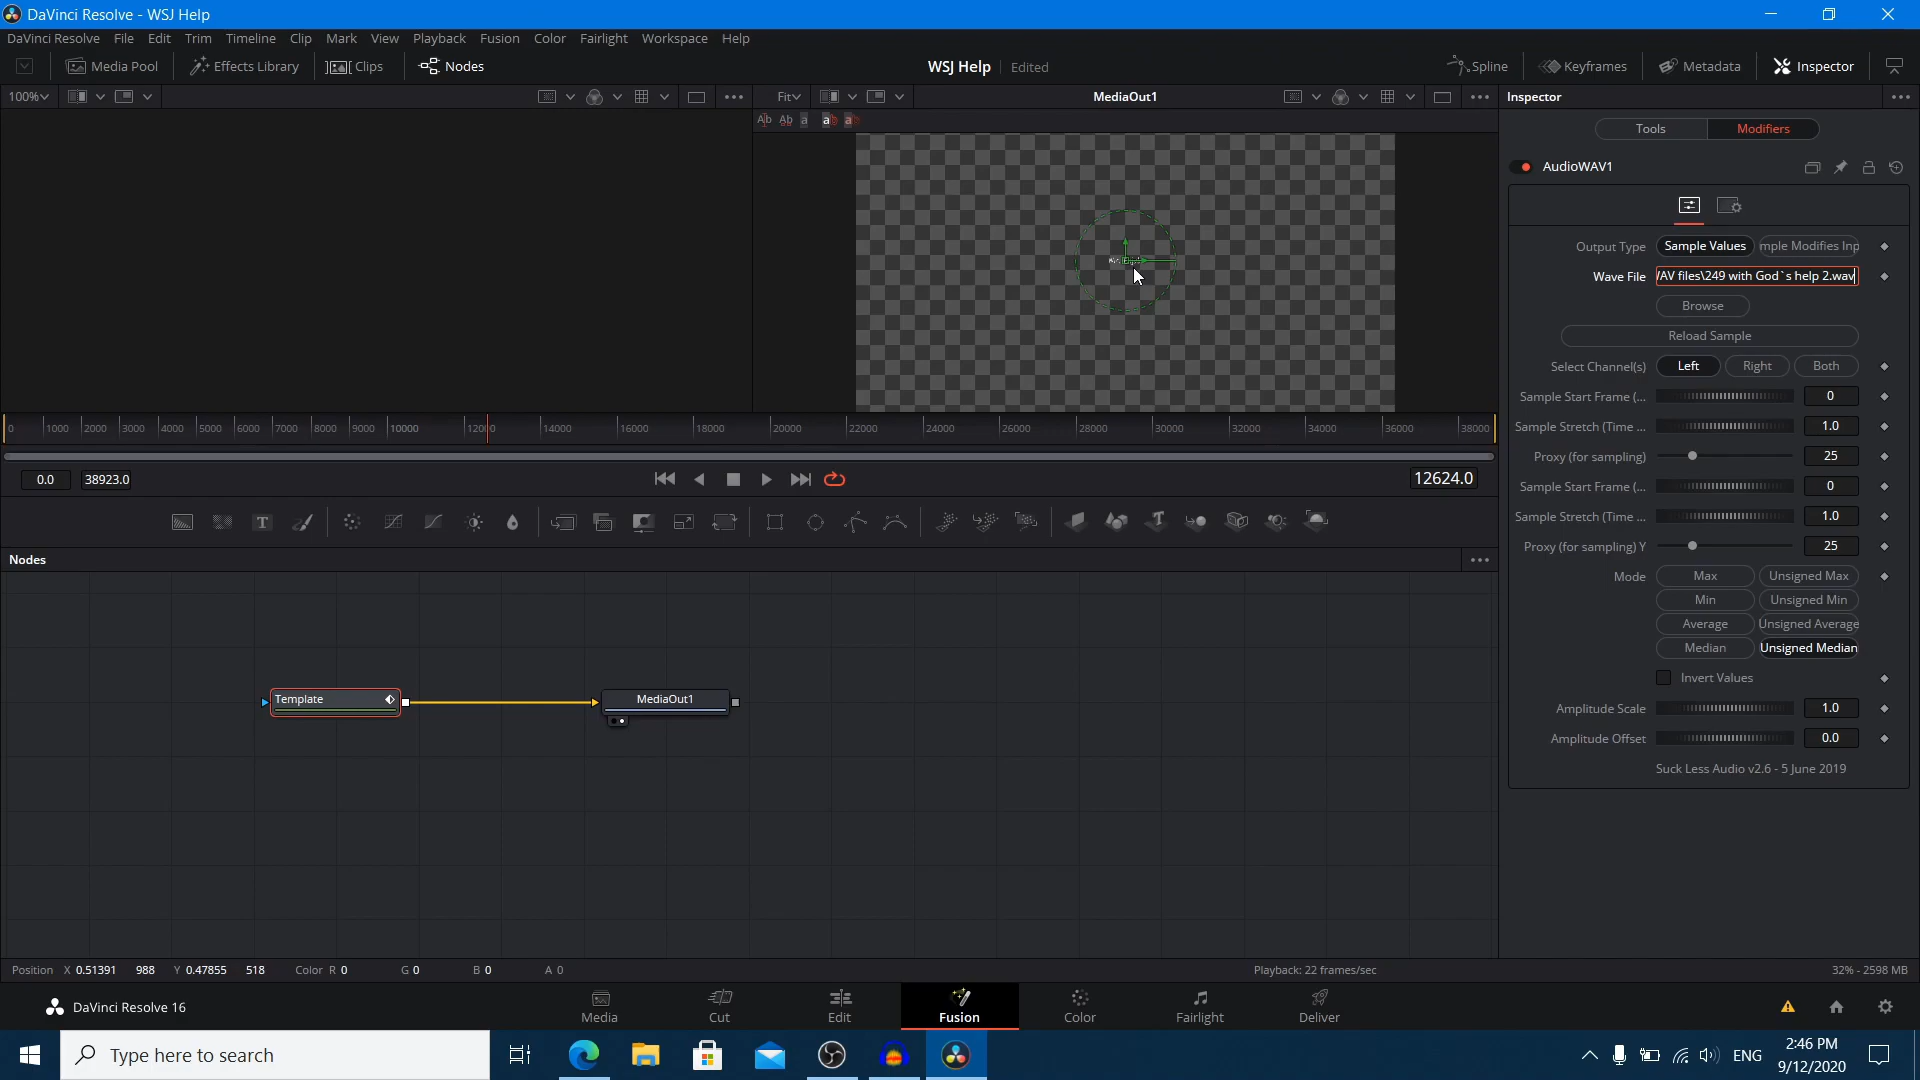 DaVinci Resolve - WSJ Help
DaVinci Resolve File Edit Trim Timeline Clip Mark View Playback Fusion Color Fairlight Workspace Help
Media Pool Effects Library Clips Nodes WSJ Help Edited Spline Keyframes Metadata Inspector
100% Fit MediaOut1 Inspector
Tools Modifiers
AudioWAV1
Output Type Sample Values mple Modifies Inp
Wave File /AV files\249 with God`s help 2.wav
Browse
Reload Sample
Select Channel(s) Left Right Both
Sample Start Frame (... 0
Sample Stretch (Time ... 1.0
Proxy (for sampling) 25
Sample Start Frame (... 0
Sample Stretch (Time ... 1.0
Proxy (for sampling) Y 25
Mode Max Unsigned Max
Min Unsigned Min
Average Unsigned Average
Median Unsigned Median
Invert Values
Amplitude Scale 1.0
Amplitude Offset 0.0
Suck Less Audio v2.6 - 5 June 2019
0 1000 2000 3000 4000 5000 6000 7000 8000 9000 10000 14000 16000 18000 20000 22000 24000 26000 28000 30000 32000 34000 36000 38000
0.0 38923.0 12624.0
Nodes
Template MediaOut1
Position X 0.51391 988 Y 0.47855 518 Color R 0 G 0 B 0 A 0 Playback: 22 frames/sec 32% - 2598 MB
DaVinci Resolve 16 Media Cut Edit Fusion Color Fairlight Deliver
Type here to search
ENG 2:46 PM
9/12/2020